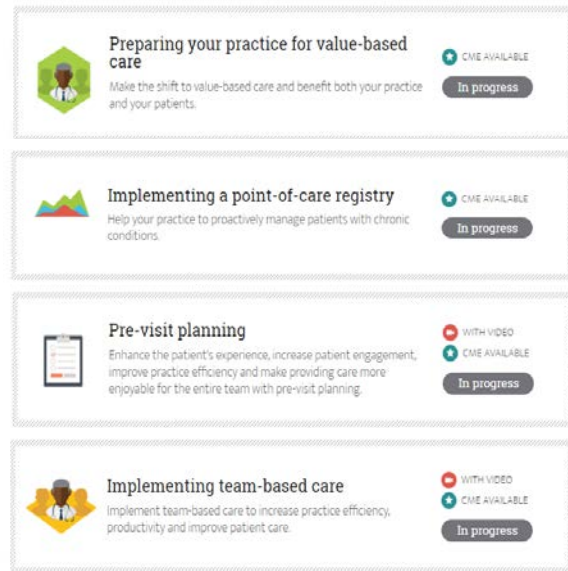 Preparing your practice for value-based
care
CME AVAILABLE
Make the shift to value-based care and benefit both your practice
and your patients.
In progress
Implementing a point-of-care registry
CME AVAILABLE
Help your practice to proactively manage patients with chronic
conditions.
In progress
Pre-visit planning
WITH VIDEO
Enhance the patient's experience, increase patient engagement,
improve practice efficiency and make providing care more
enjoyable for the entire team with pre-visit planning.
CME AVAILABLE
In progress
Implementing team-based care
WITH VIDEO
CME AVAILABLE
Implement team-based care to increase practice efficiency,
productivity and improve patient care.
In progress